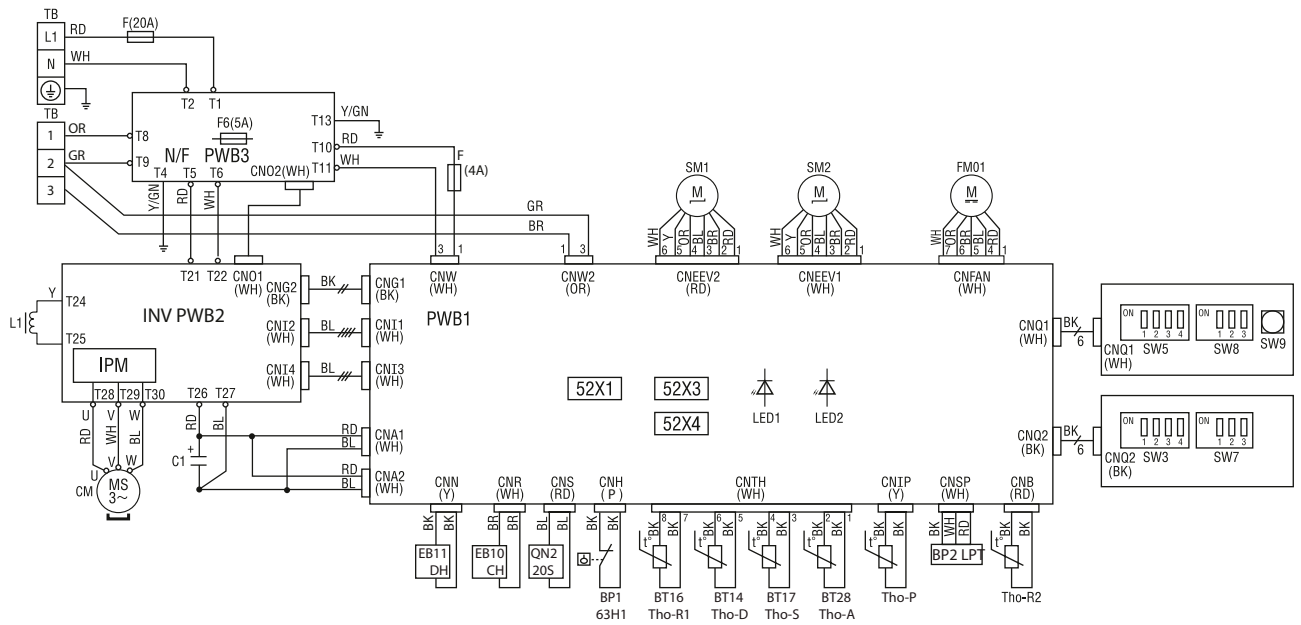 TB
F(20A)
L1 RD
N WH
T2 T1
TB
1 OR T8
2 GR T9
3
F6(5A)
N/F PWB3
T4 T5 T6 CNO2(WH)
T13 Y/GN
T10 RD
T11 WH
F
(4A)
Y/GN RD WH
GR
BR
SM1 SM2 FM01
M M M
WH Y OR BL BR RD
6 5 4 3 2 1
WH Y OR BL BR RD
6 5 4 3 2 1
WH OR BR BL RD
7 6 5 4 1
3 1
1 3
T21 T22 CNO1
(WH)
CNG2
(BK)
BK
CNG1
(BK)
CNW
(WH)
CNW2
(OR)
CNEEV2
(RD)
CNEEV1
(WH)
CNFAN
(WH)
Y T24
L1
T25
INV PWB2
CNI2
(WH)
BL
CNI1
(WH)
PWB1
CNI4
(WH)
BL
CNI3
(WH)
IPM
T28 T29 T30 T26 T27
U V W
RD WH BL
RD BL
U V W
CM
MS
3~
+
C1
RD
BL
CNA1
(WH)
RD
BL
CNA2
(WH)
52X1 52X3
52X4
LED1 LED2
CNQ1
(WH)
BK
6
CNQ1
(WH)
ON
1 2 3 4
SW5
ON
1 2 3
SW8
SW9
CNQ2
(BK)
BK
6
CNQ2
(BK)
ON
1 2 3 4
SW3
ON
1 2 3
SW7
CNN
(Y)
CNR
(WH)
CNS
(RD)
CNH
(P)
CNTH
(WH)
CNIP
(Y)
CNSP
(WH)
CNB
(RD)
BK BK
BR BR
BL BL
BK BK
8 7 6 5 4 3 2 1
BK BK
BK BK
BK BK
BK BK
BK BK
BK WH RD
BK BK
EB11
DH
EB10
CH
QN2
20S
t° t° t° t° t°
BP2 LPT
t°
BP1
63H1
BT16
Tho-R1
BT14
Tho-D
BT17
Tho-S
BT28
Tho-A
Tho-P
Tho-R2